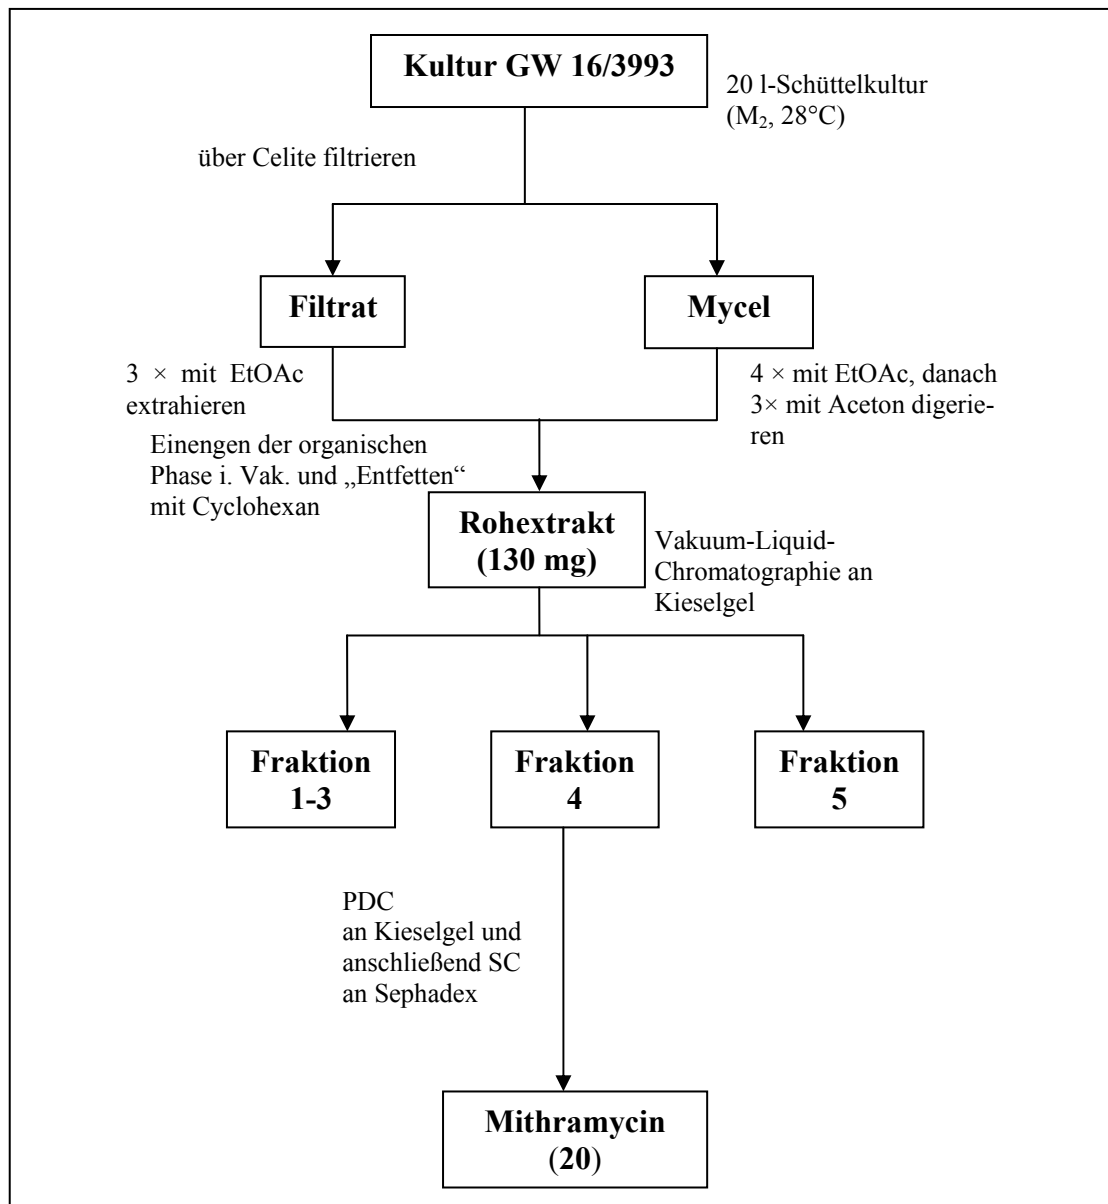 Kultur GW 16/3993
20 l-Schüttelkultur
(M₂, 28°C)
über Celite filtrieren
Filtrat
Mycel
3 × mit EtOAc
extrahieren
4 × mit EtOAc, danach
3× mit Aceton digerie-
ren
Einengen der organischen
Phase i. Vak. und „Entfetten“
mit Cyclohexan
Rohextrakt
(130 mg)
Vakuum-Liquid-
Chromatographie an
Kieselgel
Fraktion
1-3
Fraktion
4
Fraktion
5
PDC
an Kieselgel und
anschließend SC
an Sephadex
Mithramycin
(20)